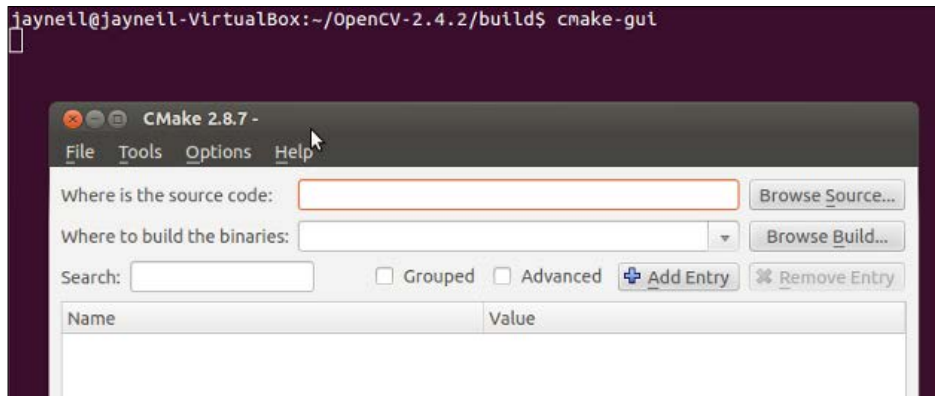 jayneil@jayneil-VirtualBox:~/OpenCV-2.4.2/build$ cmake-gui
CMake 2.8.7 -
File Tools Options Help
Where is the source code: Browse Source...
Where to build the binaries: Browse Build...
Search: Grouped Advanced Add Entry Remove Entry
Name Value